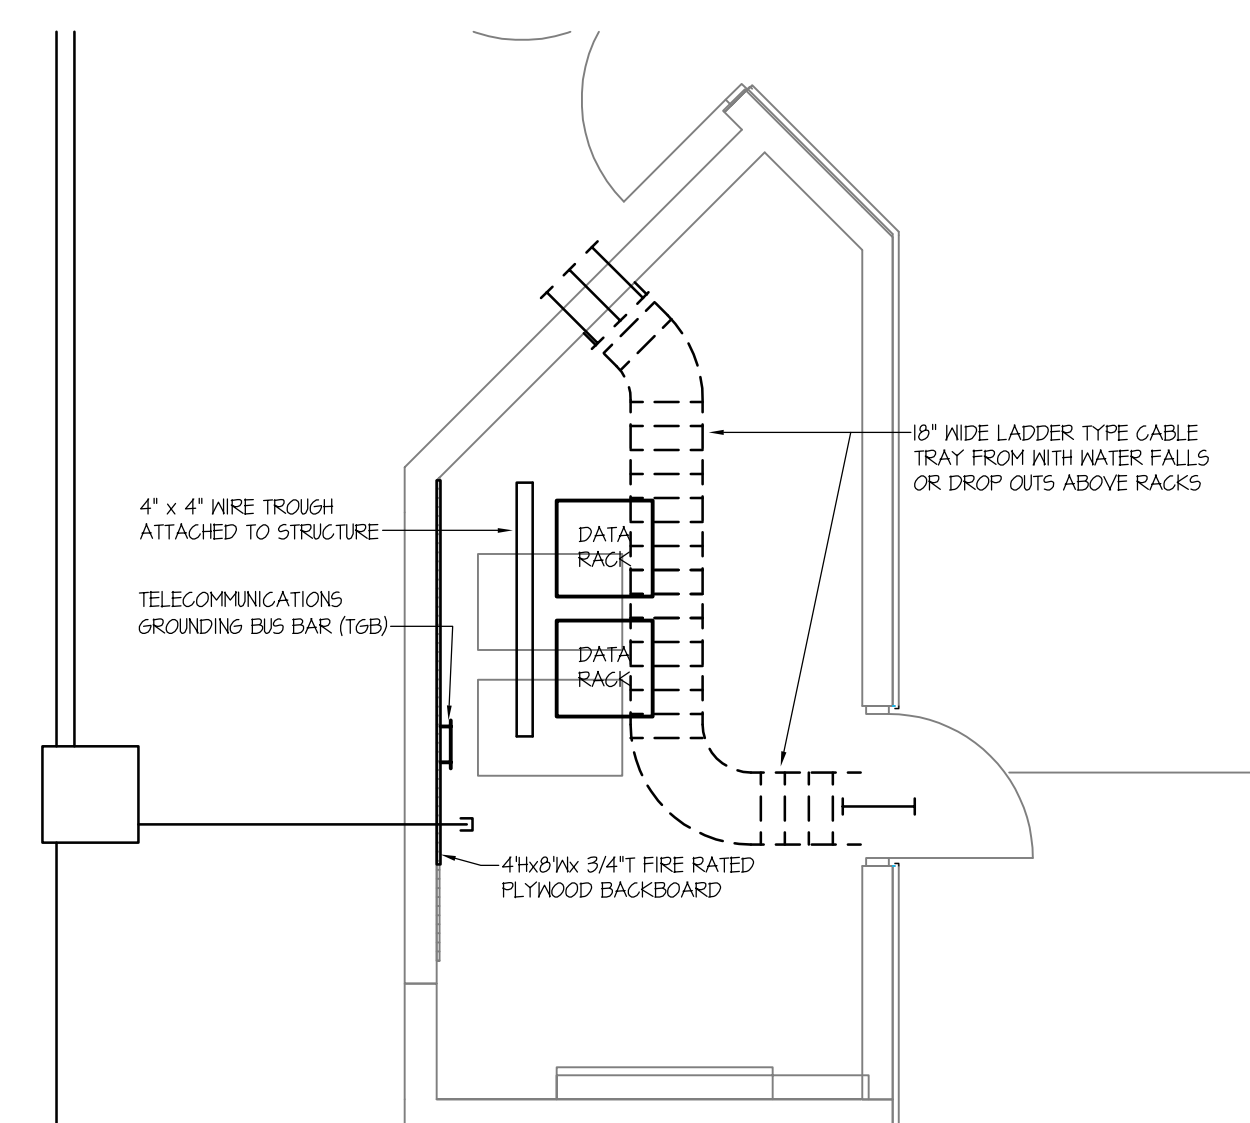 18" WIDE LADDER TYPE CABLE
TRAY FROM WITH WATER FALLS
OR DROP OUTS ABOVE RACKS
4" x 4" WIRE TROUGH
ATTACHED TO STRUCTURE
DATA
RACK
TELECOMMUNICATIONS
GROUNDING BUS BAR (TGB)
DATA
RACK
4'Hx8'Wx 3/4"T FIRE RATED
PLYWOOD BACKBOARD